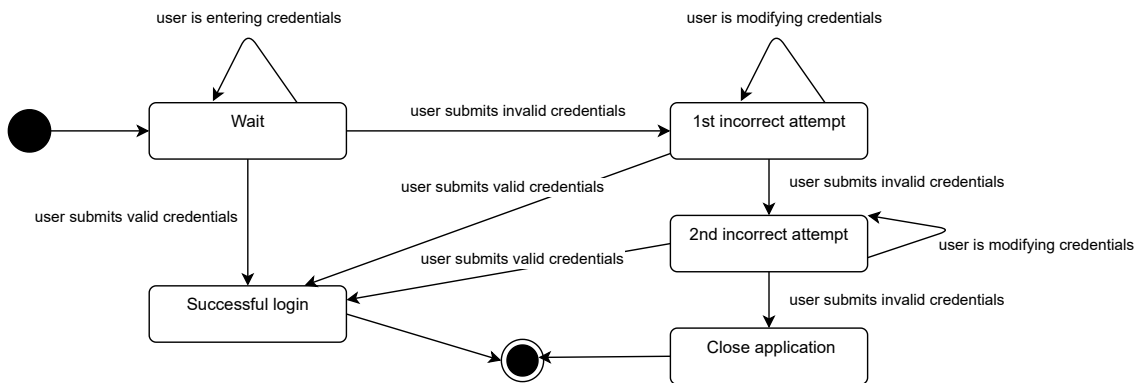 user is entering credentials
user is modifying credentials
Wait
user submits invalid credentials
1st incorrect attempt
user submits valid credentials
user submits invalid credentials
user submits valid credentials
2nd incorrect attempt
user is modifying credentials
user submits valid credentials
user submits invalid credentials
Successful login
Close application